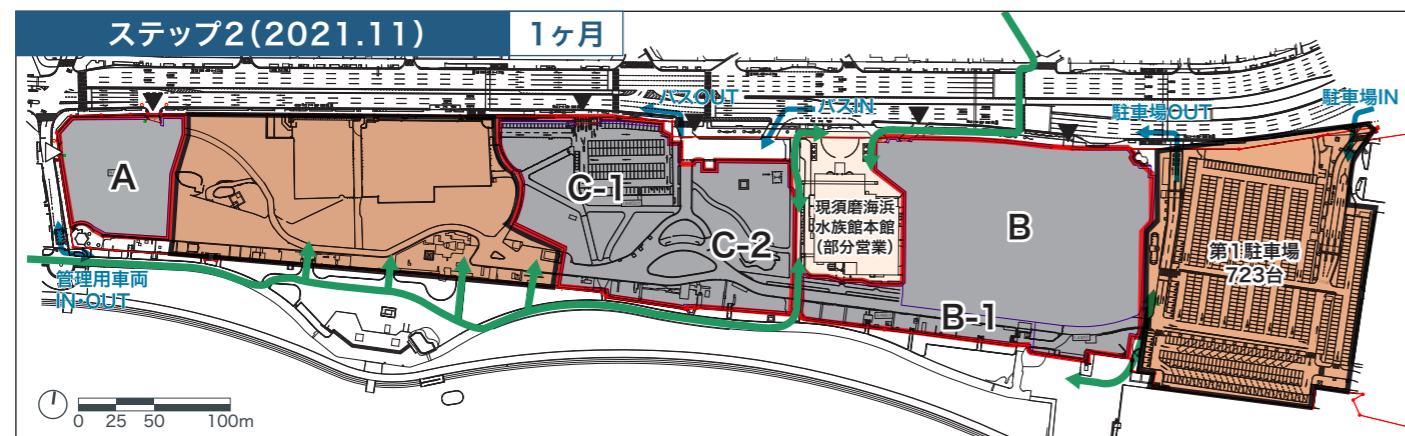 ステップ2(2021.11)
1ヶ月
バスOUT
バスIN
駐車場OUT
駐車場IN
A
C-1
C-2
現須磨海浜
水族館本館
(部分営業)
B
B-1
第1駐車場
723台
管理用車両
IN・OUT
0 25 50 100m